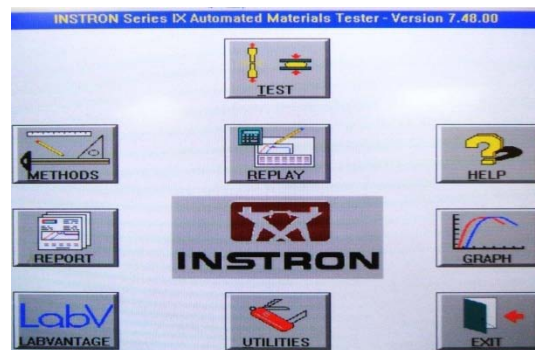 INSTRON Series IX Automated Materials Tester - Version 7.48.00
TEST
METHODS
REPLAY
HELP
REPORT
INSTRON
GRAPH
LabV
LABVANTAGE
UTILITIES
EXIT